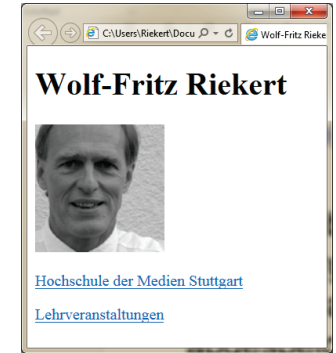 C:\Users\Riekert\Docu
Wolf-Fritz Rieke
Wolf-Fritz Riekert
Hochschule der Medien Stuttgart
Lehrveranstaltungen